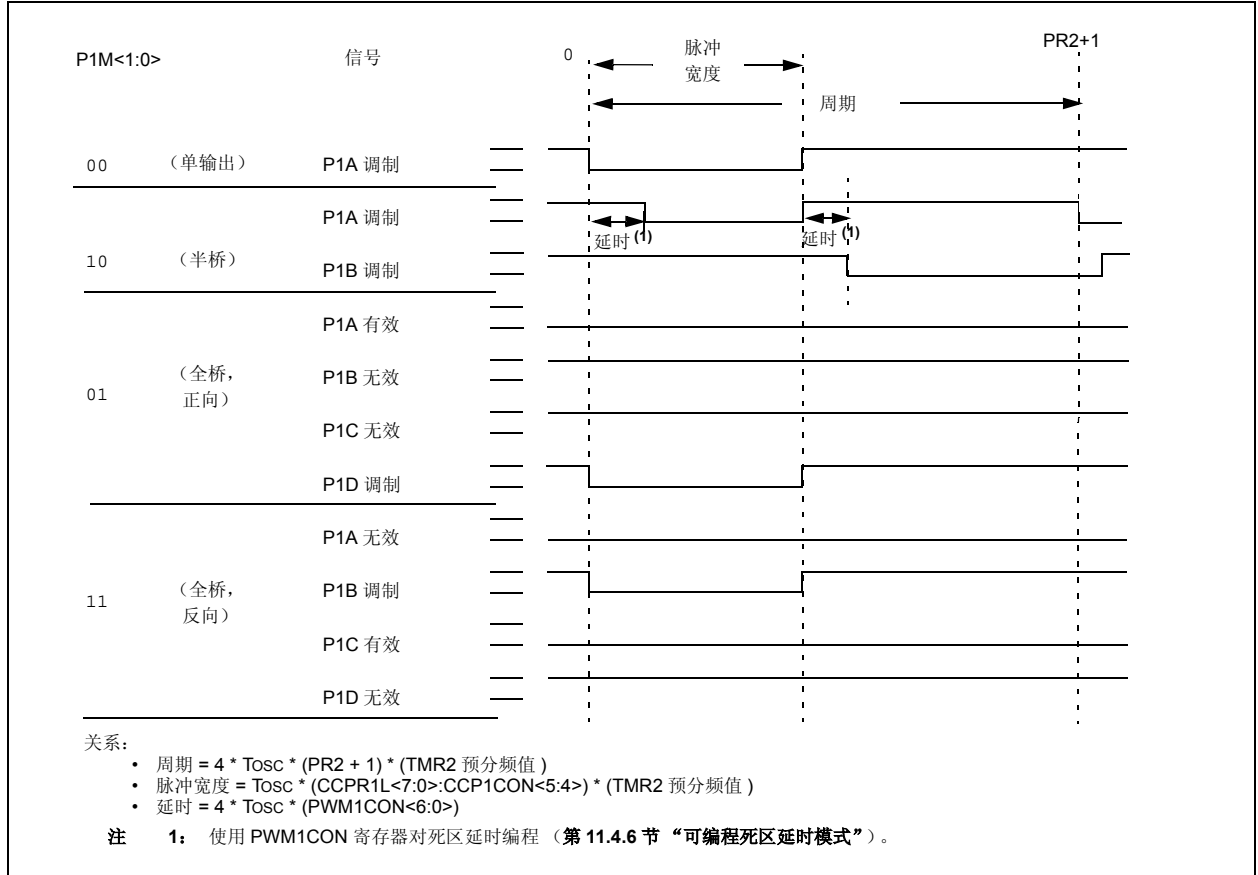 P1M<1:0> 信号 0 脉冲 宽度 PR2+1
周期
00 （单输出） P1A 调制
P1A 调制
延时(1) 延时(1)
10 （半桥） P1B 调制
P1A 有效
01 （全桥，正向） P1B 无效
P1C 无效
P1D 调制
P1A 无效
11 （全桥，反向） P1B 调制
P1C 有效
P1D 无效
关系：
• 周期 = 4 * TOSC * (PR2 + 1) * (TMR2 预分频值 )
• 脉冲宽度 = TOSC * (CCPR1L<7:0>:CCP1CON<5:4>) * (TMR2 预分频值 )
• 延时 = 4 * TOSC * (PWM1CON<6:0>)
注 1： 使用 PWM1CON 寄存器对死区延时编程 （第 11.4.6 节 “可编程死区延时模式”）。